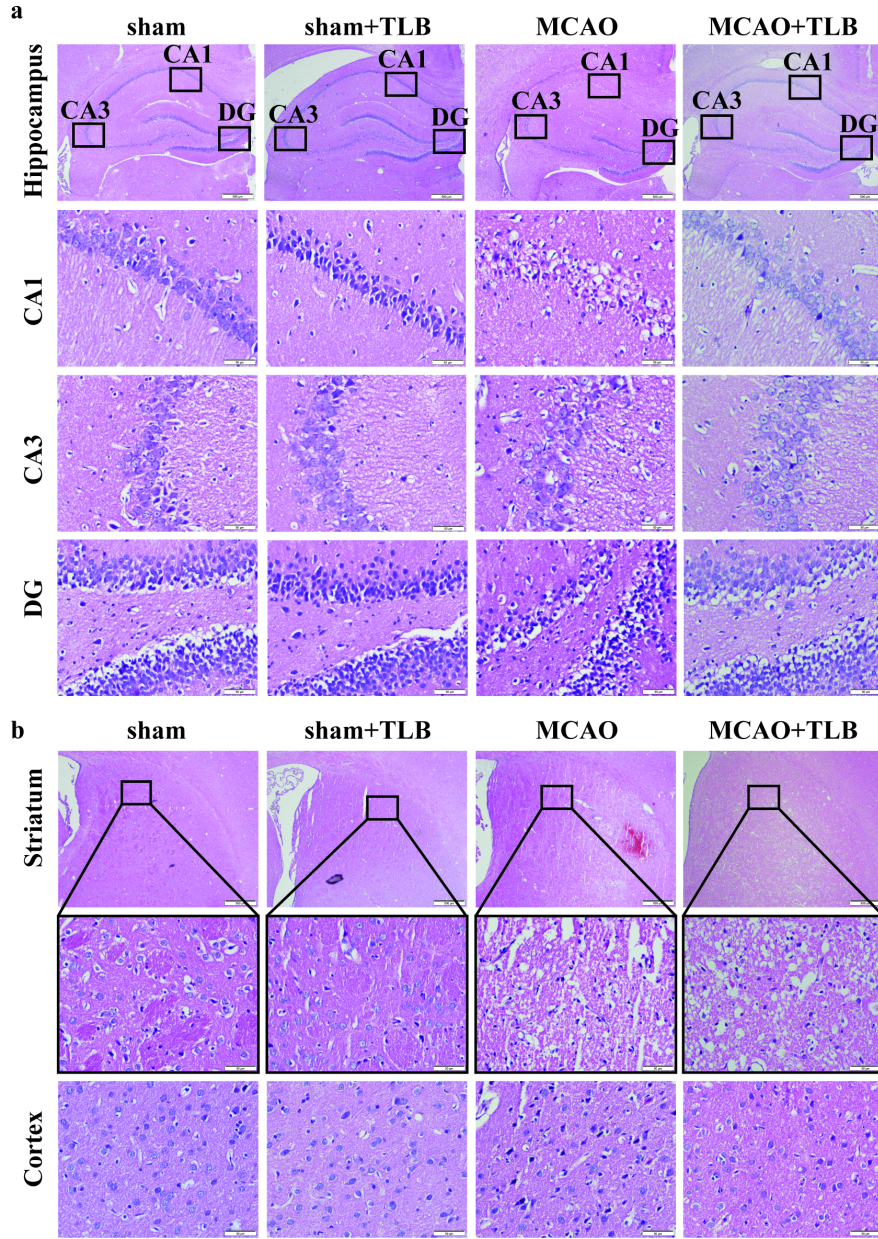 a
sham sham+TLB MCAO MCAO+TLB
Hippocampus
CA1 CA1 CA1 CA1
CA3 CA3 CA3 CA3
DG DG DG DG
CA1
CA3
DG
b
sham sham+TLB MCAO MCAO+TLB
Striatum
Cortex